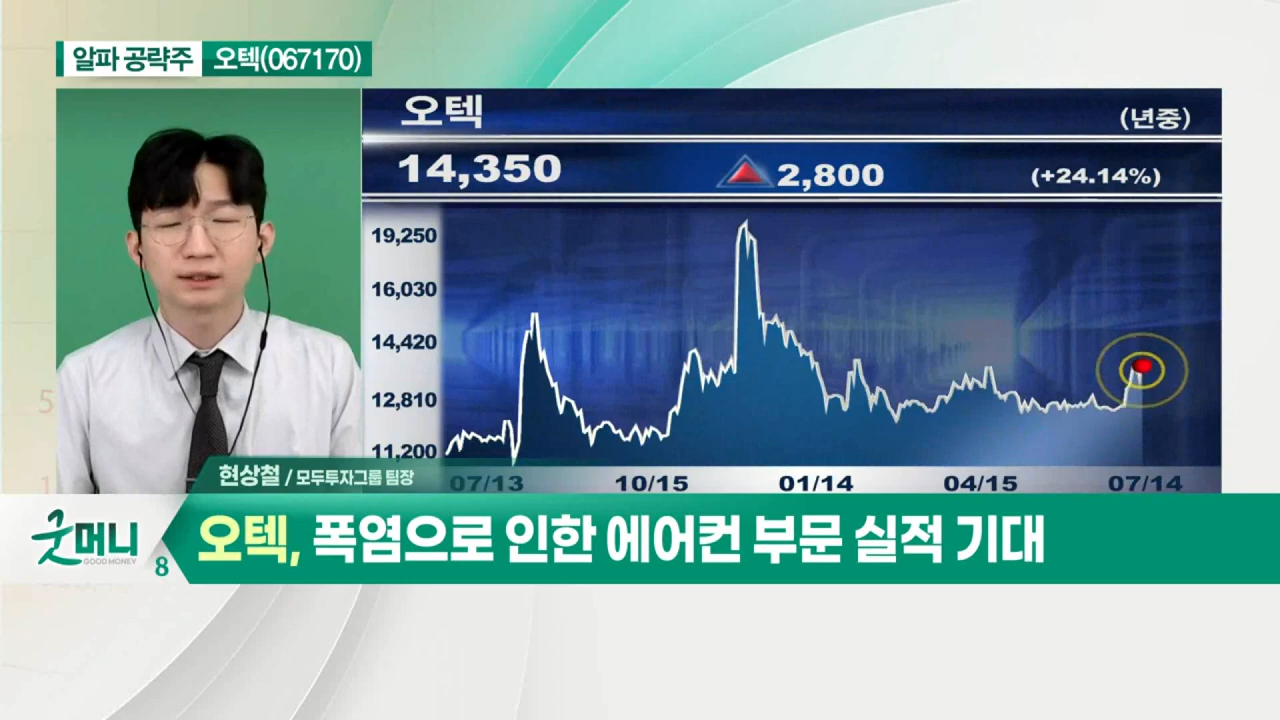 알파 공략주 오텍(067170)
오텍 (년중)
14,350 ▲ 2,800 (+24.14%)
19,250
16,030
14,420
12,810
11,200
07/13 10/15 01/14 04/15 07/14
현상철 / 모두투자그룹 팀장
굿머니
GOOD MONEY
8
오텍, 폭염으로 인한 에어컨 부문 실적 기대
5
1